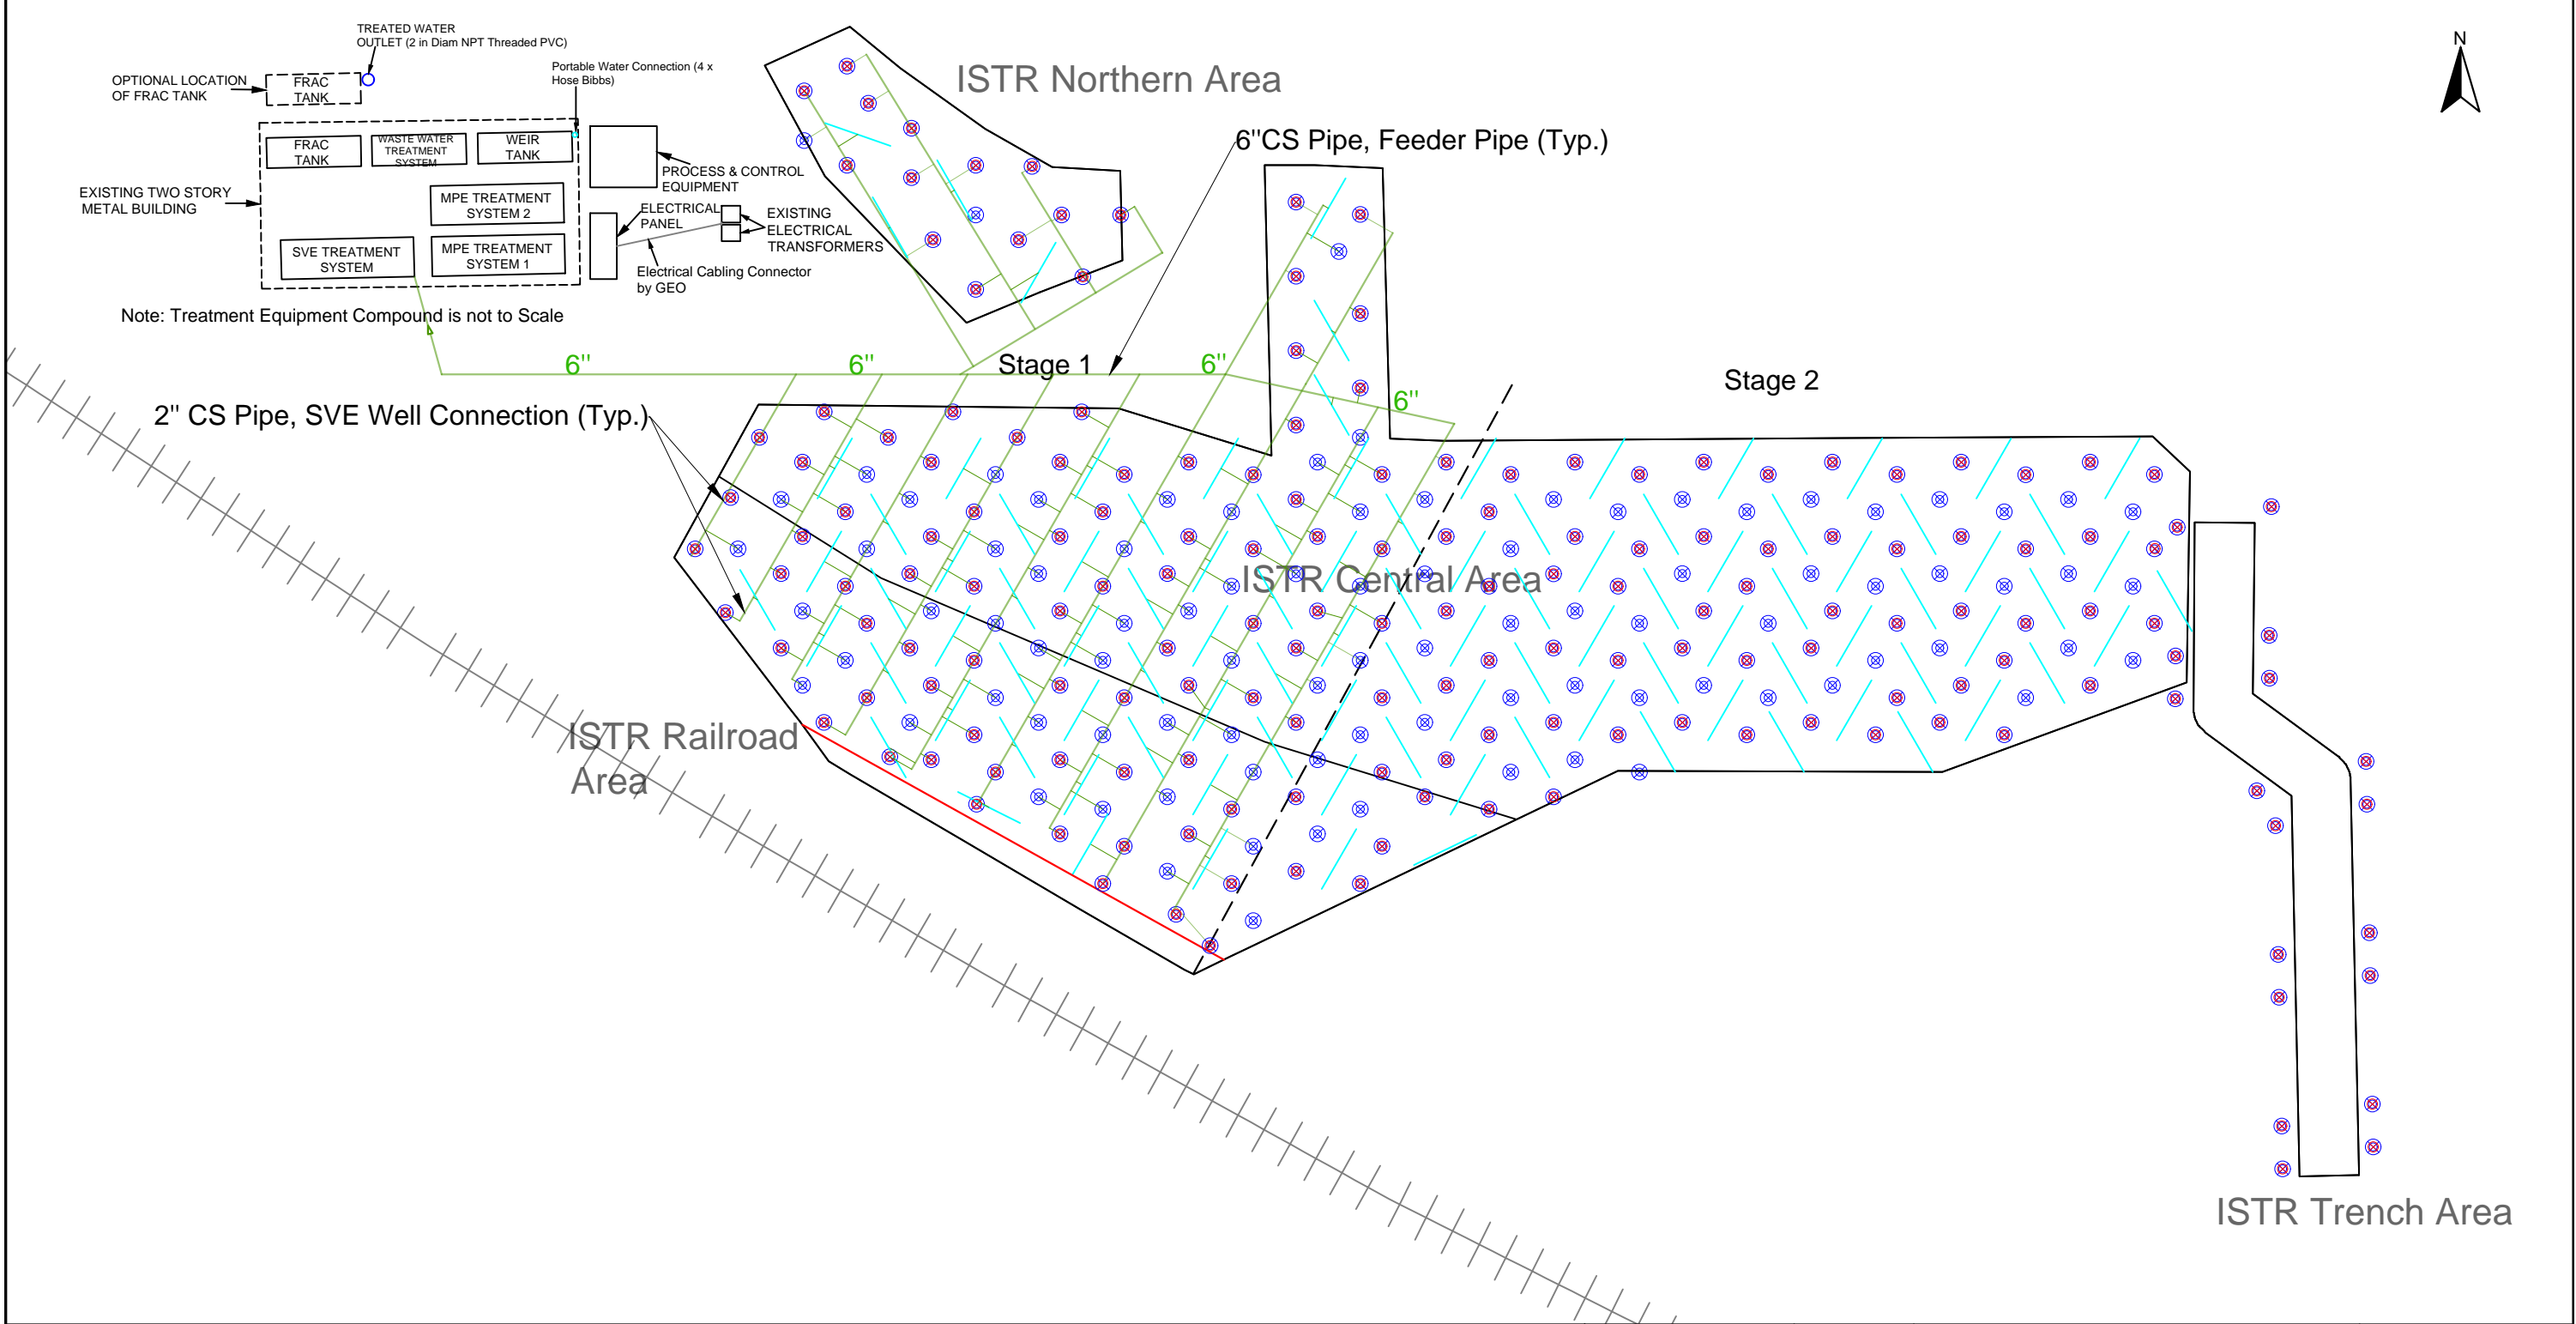 TREATED WATER
OUTLET (2 in Diam NPT Threaded PVC)
OPTIONAL LOCATION
OF FRAC TANK
FRAC
TANK
Portable Water Connection (4 x
Hose Bibbs)
FRAC
TANK
WASTE WATER
TREATMENT
SYSTEM
WEIR
TANK
PROCESS & CONTROL
EQUIPMENT
EXISTING TWO STORY
METAL BUILDING
MPE TREATMENT
SYSTEM 2
ELECTRICAL
PANEL
EXISTING
ELECTRICAL
TRANSFORMERS
SVE TREATMENT
SYSTEM
MPE TREATMENT
SYSTEM 1
Electrical Cabling Connector
by GEO
Note: Treatment Equipment Compound is not to Scale
ISTR Northern Area
N
6"CS Pipe, Feeder Pipe (Typ.)
6"
6"
Stage 1
6"
6"
Stage 2
2" CS Pipe, SVE Well Connection (Typ.)
ISTR Central Area
ISTR Railroad
Area
ISTR Trench Area